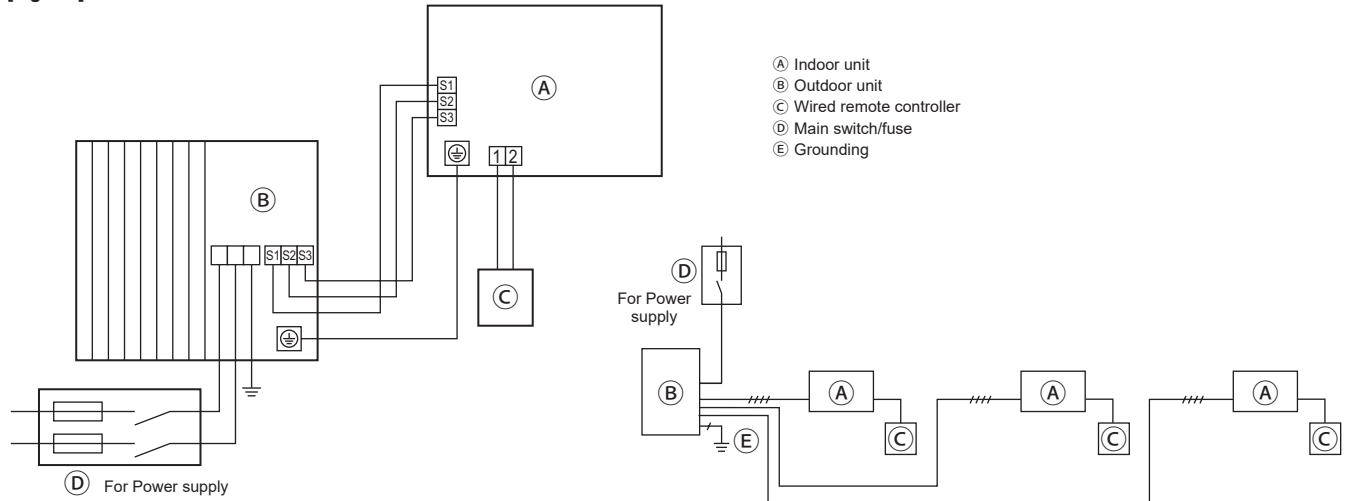 S1
S2
S3
Ⓐ
1 2
Ⓑ
S1 S2 S3
Ⓒ
Ⓓ For Power supply
Ⓐ Indoor unit
Ⓑ Outdoor unit
Ⓒ Wired remote controller
Ⓓ Main switch/fuse
Ⓔ Grounding
Ⓓ
For Power
supply
Ⓑ
Ⓐ
Ⓐ
Ⓐ
Ⓒ
Ⓒ
Ⓒ
Ⓔ